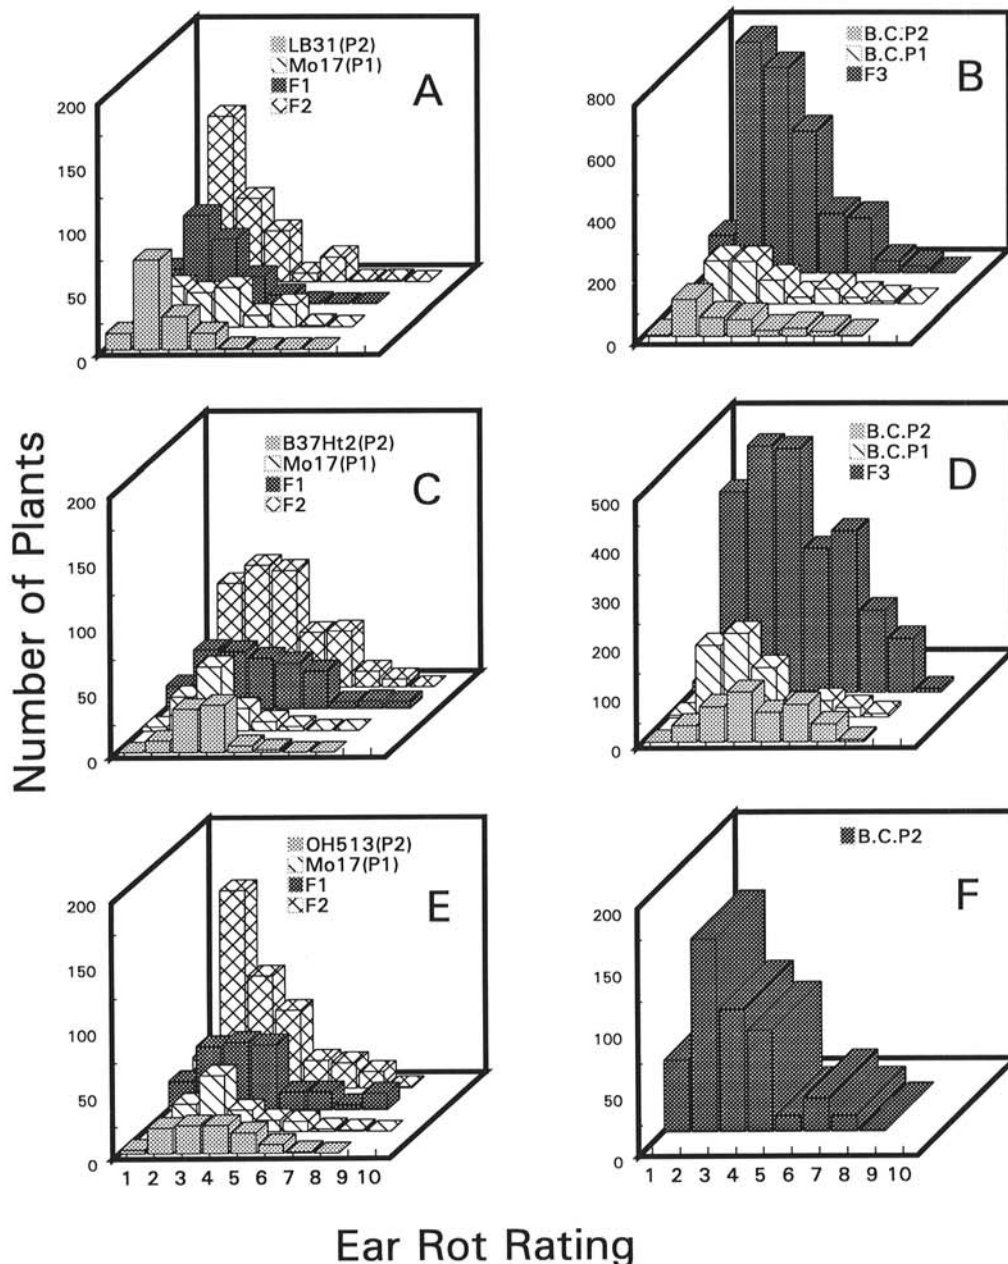 Number of Plants
A
LB31(P2)
Mo17(P1)
F1
F2
200
150
100
50
0
B
B.C.P2
B.C.P1
F3
800
600
400
200
0
C
B37Ht2(P2)
Mo17(P1)
F1
F2
200
150
100
50
0
D
B.C.P2
B.C.P1
F3
500
400
300
200
100
0
E
OH513(P2)
Mo17(P1)
F1
F2
200
150
100
50
0
1 2 3 4 5 6 7 8 9 10
F
B.C.P2
200
150
100
50
0
1 2 3 4 5 6 7 8 9 10
Ear Rot Rating